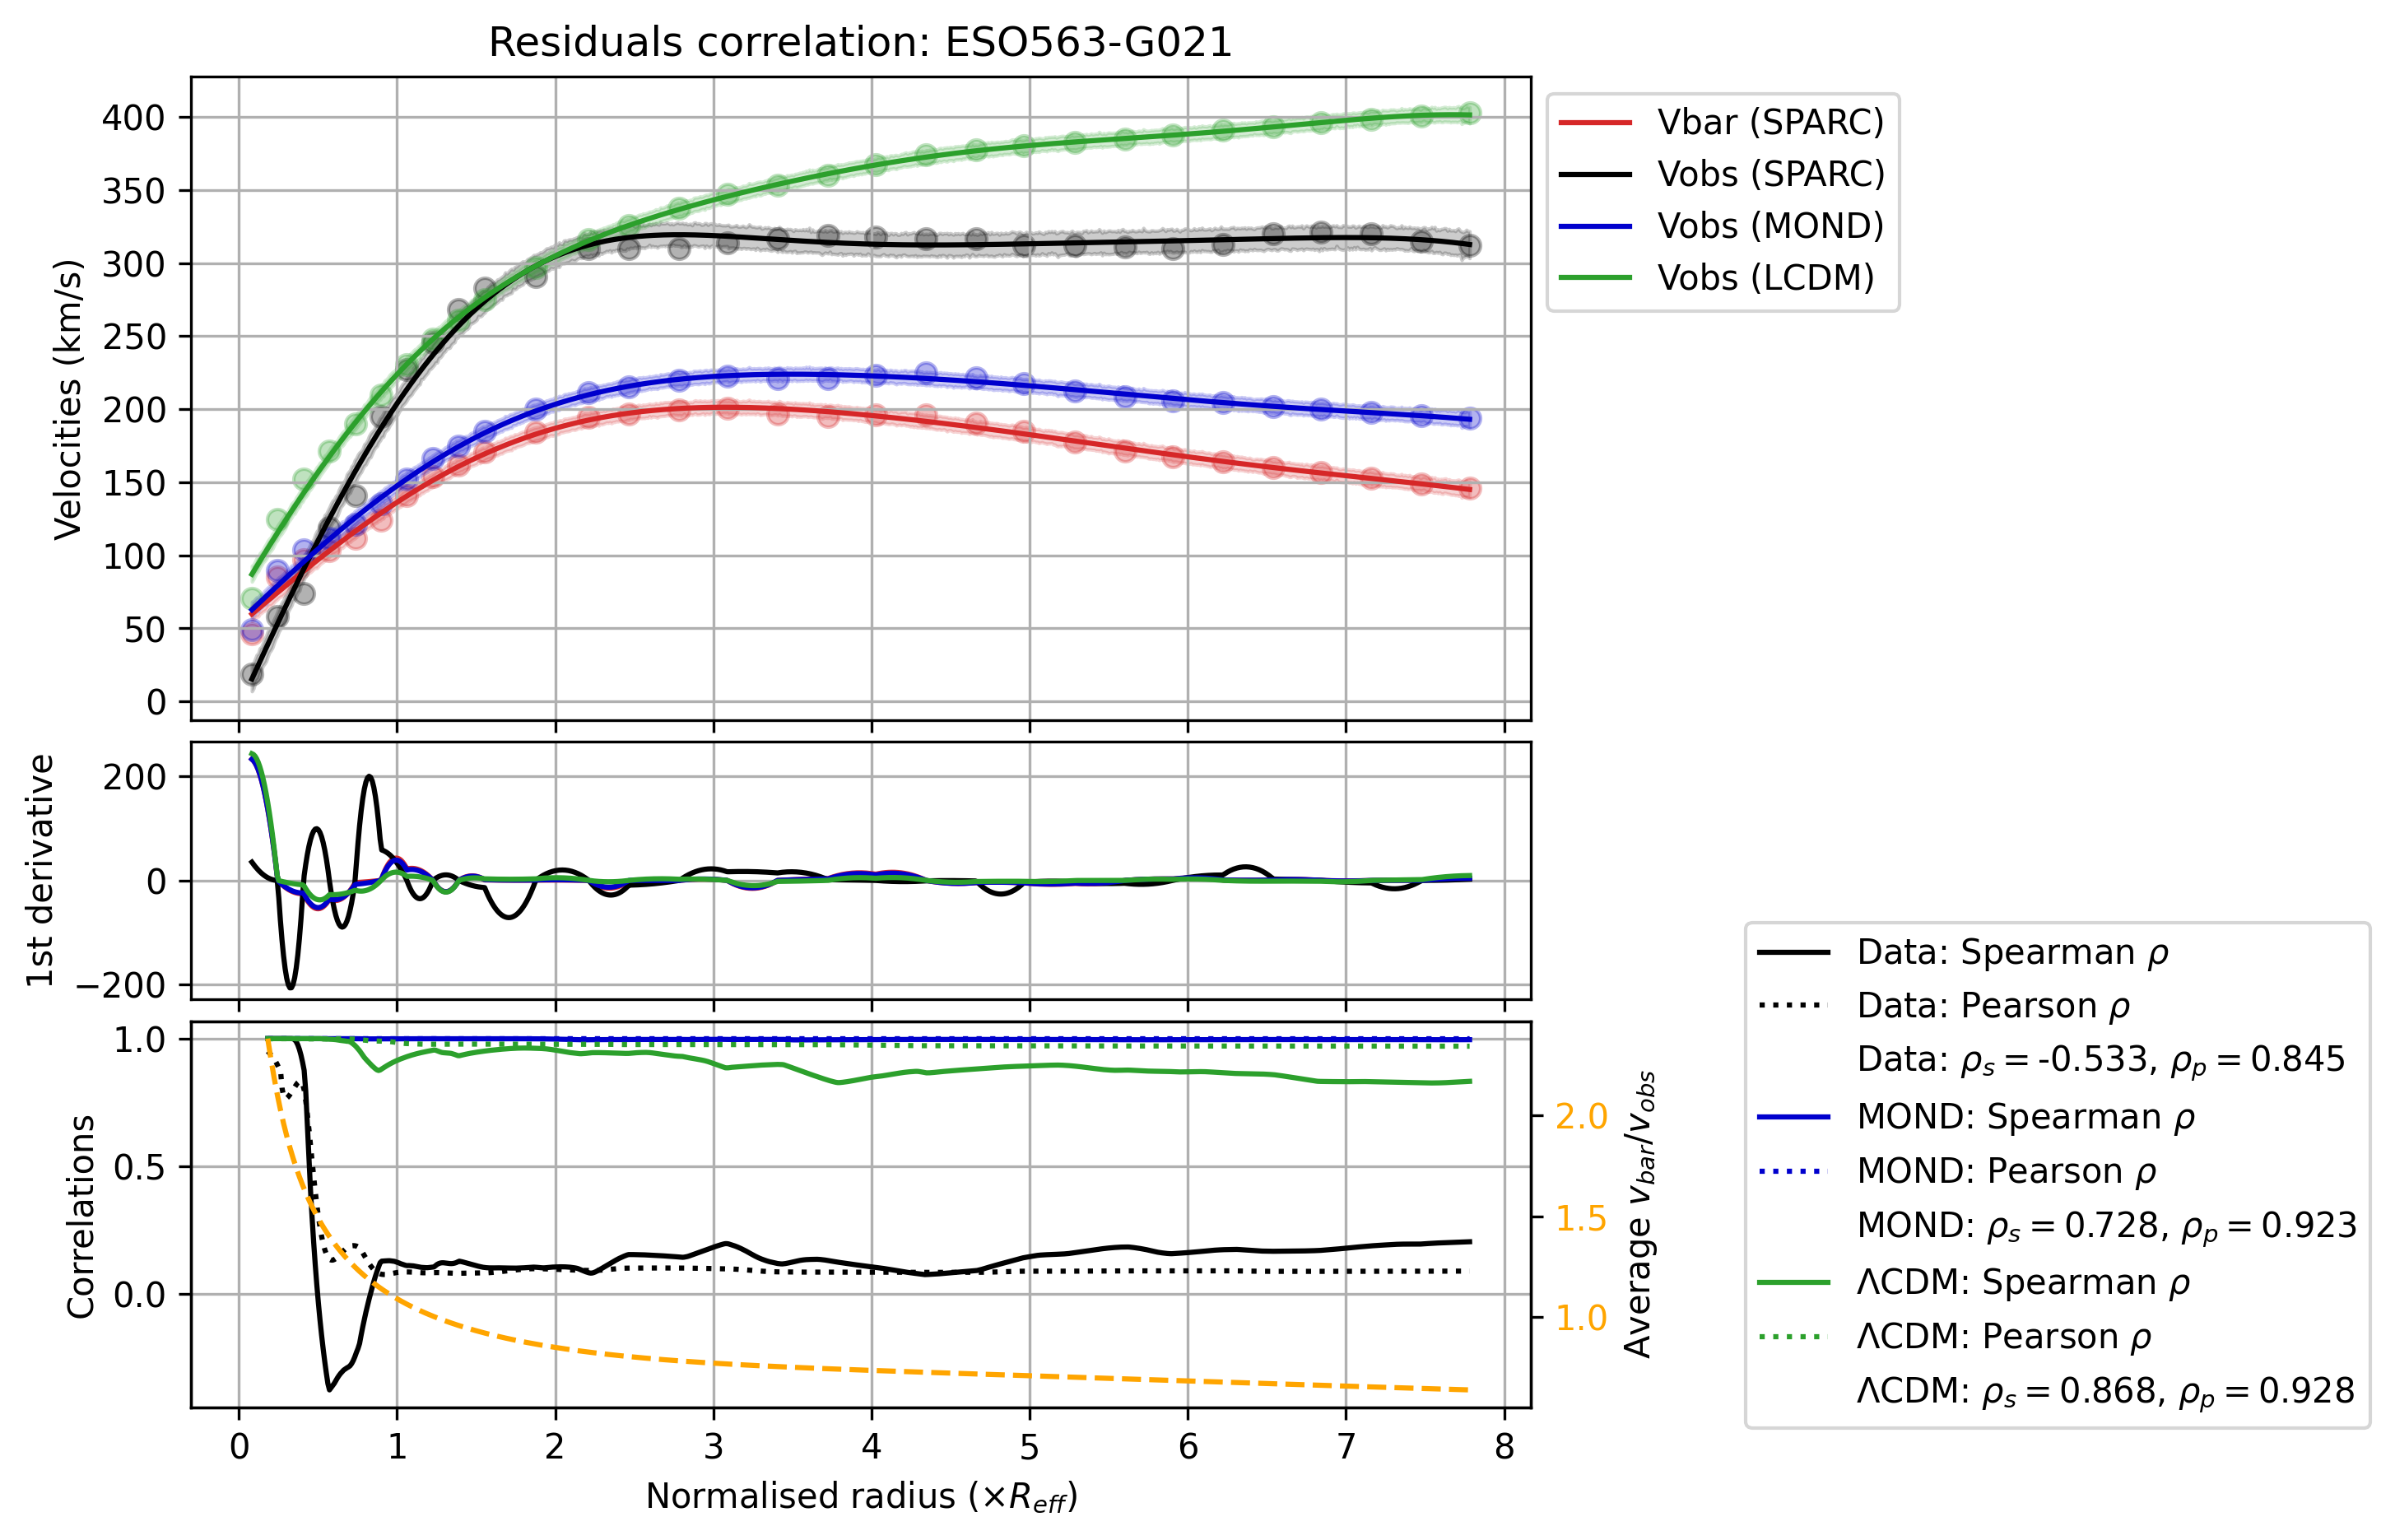 Residuals correlation: ESO563-G021
400
350
300
250
200
150
100
50
0
Velocities (km/s)
Vbar (SPARC)
Vobs (SPARC)
Vobs (MOND)
Vobs (LCDM)
200
0
−200
1st derivative
1.0
0.5
0.0
Correlations
2.0
1.5
1.0
Average v_bar/v_obs
0 1 2 3 4 5 6 7 8
Normalised radius (×R_eff)
Data: Spearman ρ
Data: Pearson ρ
Data: ρ_s = -0.533, ρ_p = 0.845
MOND: Spearman ρ
MOND: Pearson ρ
MOND: ρ_s = 0.728, ρ_p = 0.923
ΛCDM: Spearman ρ
ΛCDM: Pearson ρ
ΛCDM: ρ_s = 0.868, ρ_p = 0.928